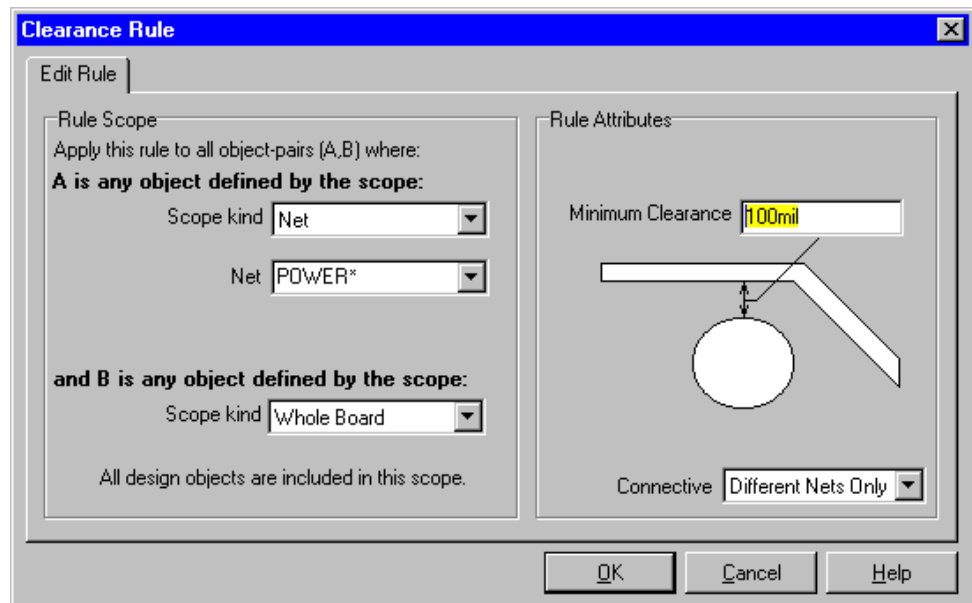 Clearance Rule
Edit Rule
Rule Scope
Apply this rule to all object-pairs (A,B) where:
A is any object defined by the scope:
Scope kind Net
Net POWER*
and B is any object defined by the scope:
Scope kind Whole Board
All design objects are included in this scope.
Rule Attributes
Minimum Clearance 100mil
Connective Different Nets Only
OK Cancel Help